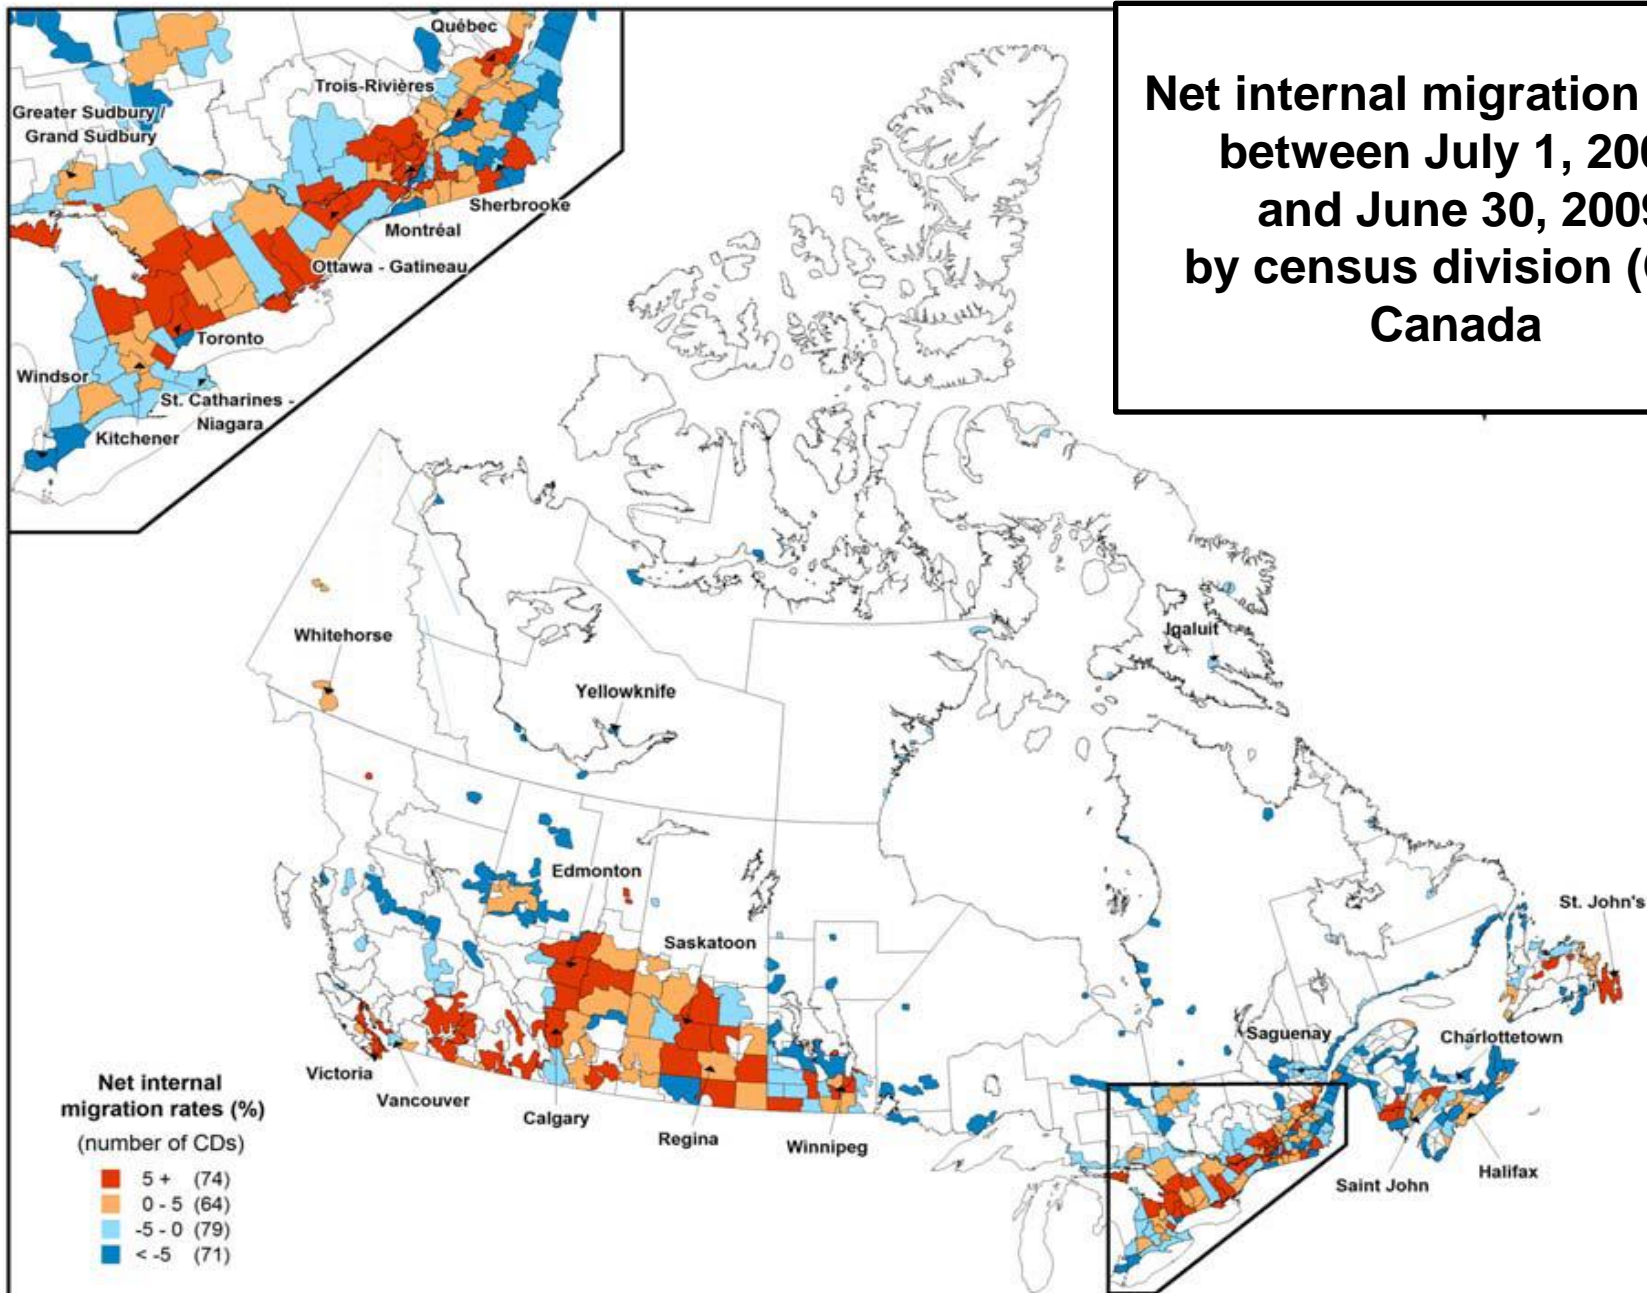 Net internal migration
between July 1, 200
and June 30, 2009
by census division (
Canada
Québec
Trois-Rivières
Greater Sudbury /
Grand Sudbury
Sherbrooke
Montréal
Ottawa - Gatineau
Toronto
Windsor
St. Catharines -
Niagara
Kitchener
Whitehorse
Yellowknife
Iqaluit
Edmonton
Saskatoon
St. John's
Saguenay
Charlottetown
Victoria
Vancouver
Calgary
Regina
Winnipeg
Saint John
Halifax
Net internal
migration rates (%)
(number of CDs)
5 + (74)
0 - 5 (64)
-5 - 0 (79)
< -5 (71)